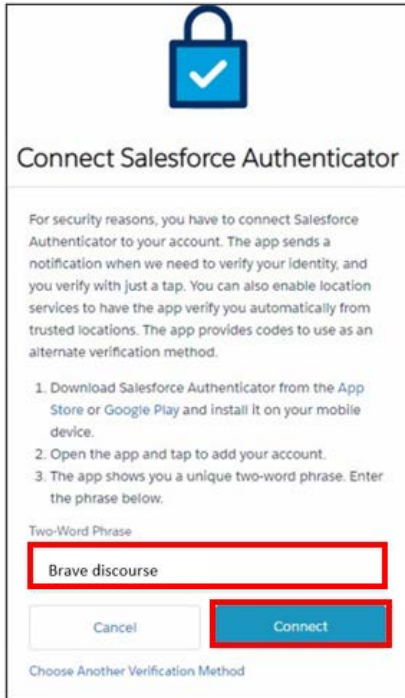 Connect Salesforce Authenticator
For security reasons, you have to connect Salesforce
Authenticator to your account. The app sends a
notification when we need to verify your identity, and
you verify with just a tap. You can also enable location
services to have the app verify you automatically from
trusted locations. The app provides codes to use as an
alternate verification method.
1. Download Salesforce Authenticator from the App
Store or Google Play and install it on your mobile
device.
2. Open the app and tap to add your account.
3. The app shows you a unique two-word phrase. Enter
the phrase below.
Two-Word Phrase
Brave discourse
Cancel Connect
Choose Another Verification Method